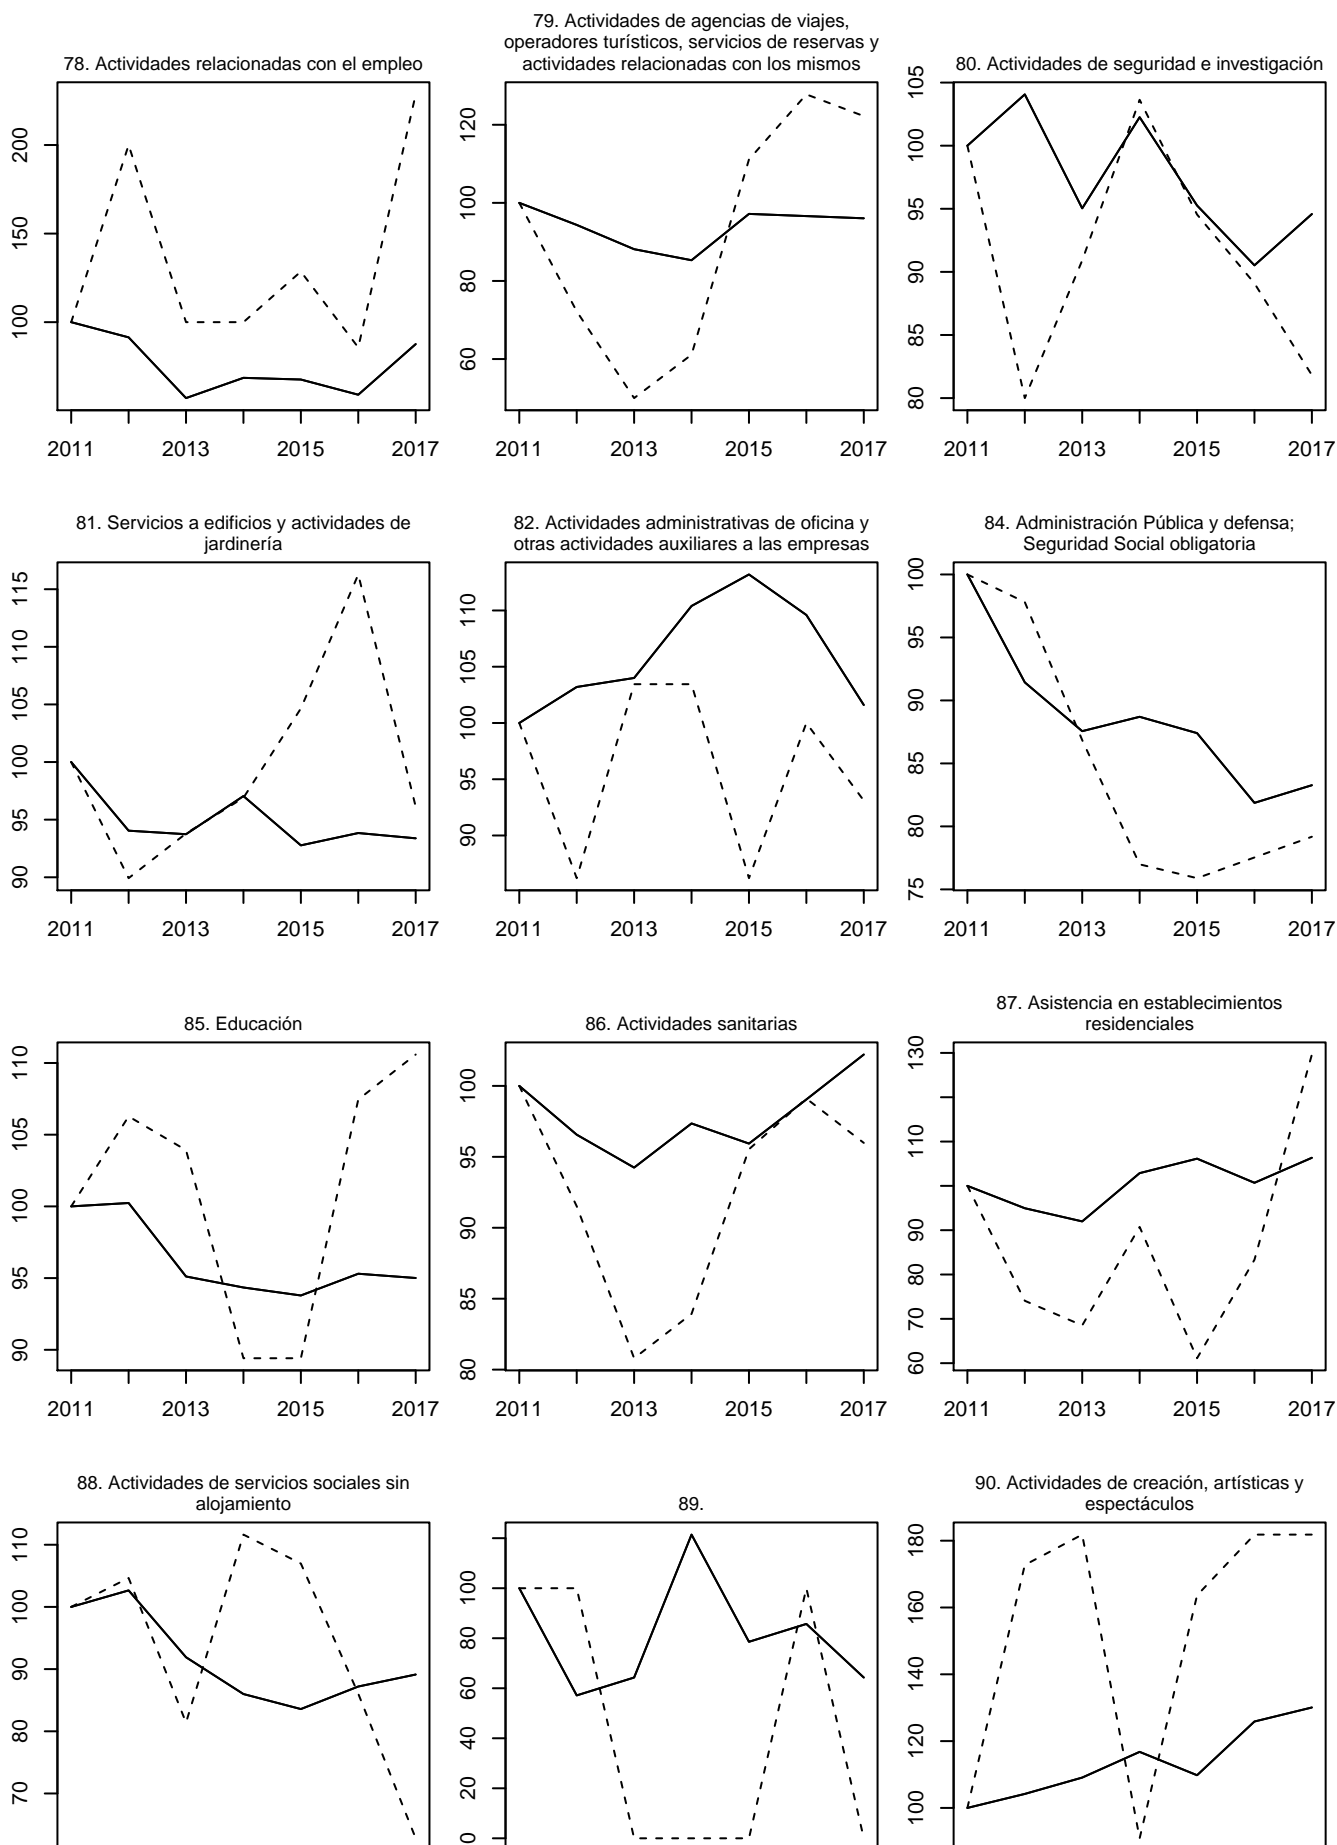 78. Actividades relacionadas con el empleo
200
150
100
2011 2013 2015 2017
79. Actividades de agencias de viajes,
operadores turísticos, servicios de reservas y
actividades relacionadas con los mismos
120
100
80
60
2011 2013 2015 2017
80. Actividades de seguridad e investigación
105
100
95
90
85
80
2011 2013 2015 2017
81. Servicios a edificios y actividades de
jardinería
115
110
105
100
95
90
2011 2013 2015 2017
82. Actividades administrativas de oficina y
otras actividades auxiliares a las empresas
110
105
100
95
90
2011 2013 2015 2017
84. Administración Pública y defensa;
Seguridad Social obligatoria
100
95
90
85
80
75
2011 2013 2015 2017
85. Educación
110
105
100
95
90
2011 2013 2015 2017
86. Actividades sanitarias
100
95
90
85
80
2011 2013 2015 2017
87. Asistencia en establecimientos
residenciales
130
110
90
80
70
60
2011 2013 2015 2017
88. Actividades de servicios sociales sin
alojamiento
110
100
90
80
70
89.
100
80
60
40
20
0
90. Actividades de creación, artísticas y
espectáculos
180
160
140
120
100